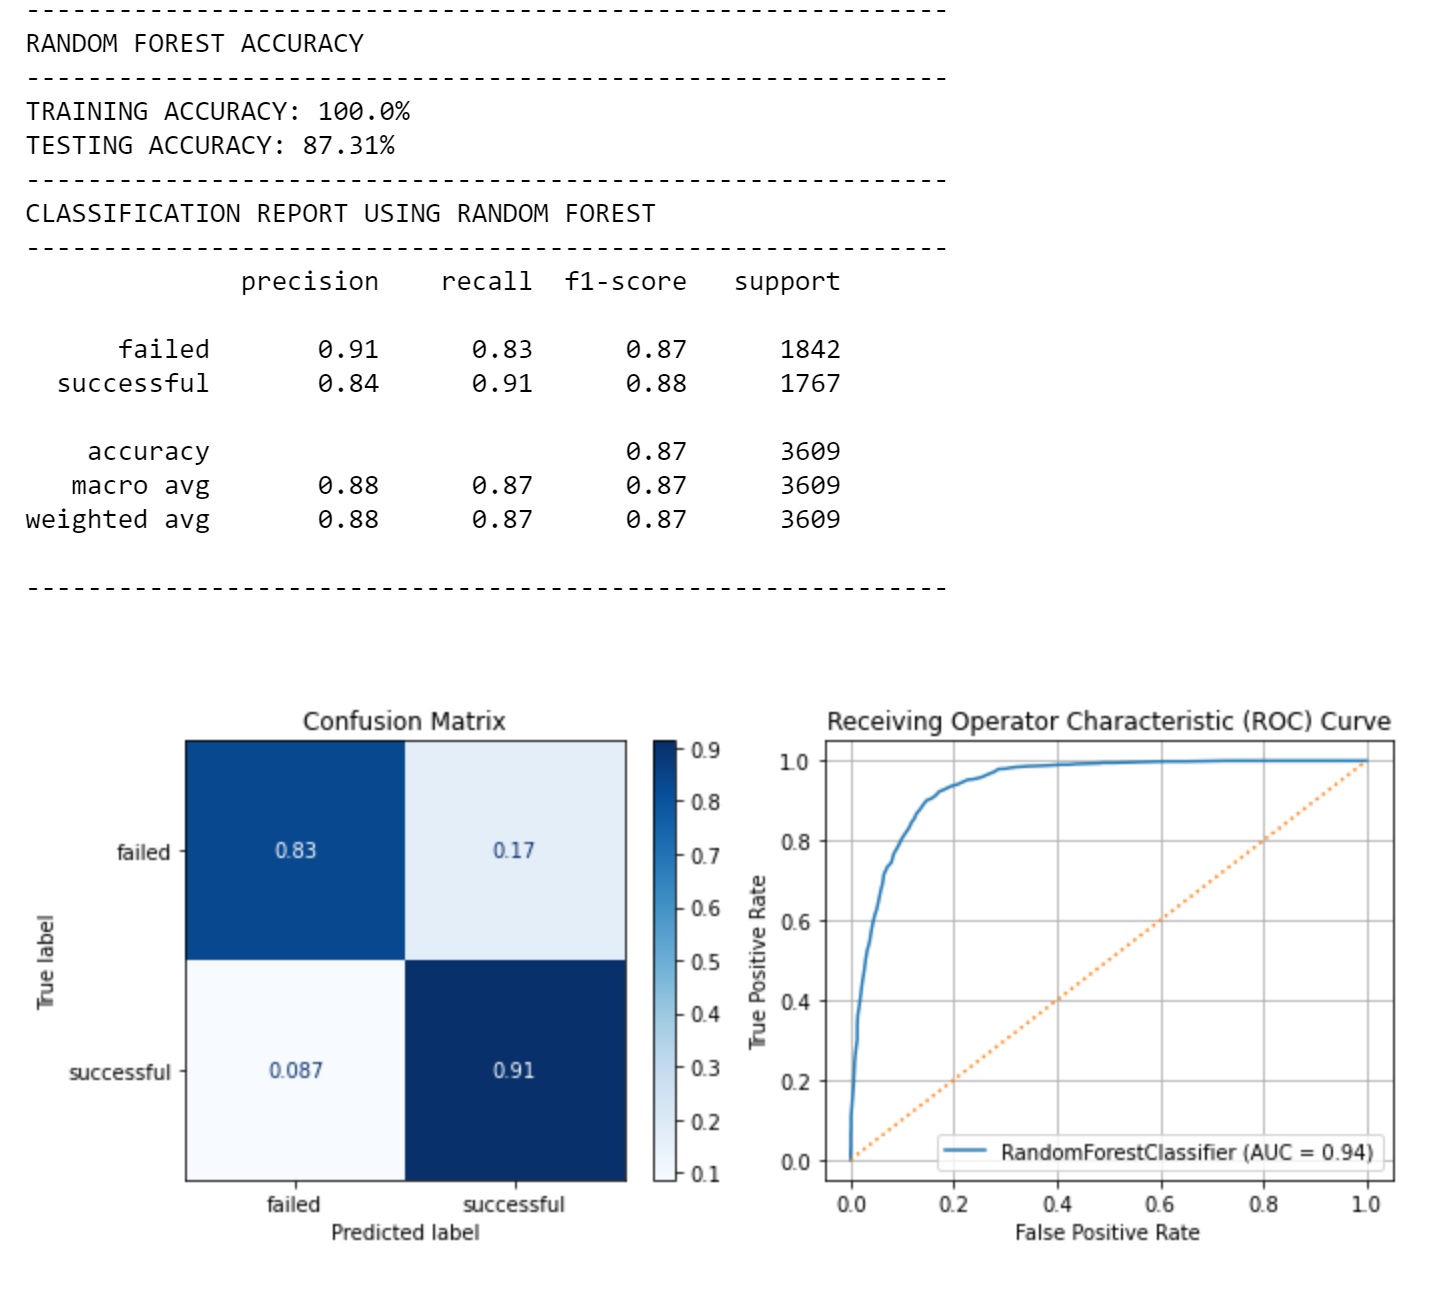 ------------------------------------------------------------
RANDOM FOREST ACCURACY
------------------------------------------------------------
TRAINING ACCURACY: 100.0%
TESTING ACCURACY: 87.31%
------------------------------------------------------------
CLASSIFICATION REPORT USING RANDOM FOREST
------------------------------------------------------------
precision recall f1-score support
failed 0.91 0.83 0.87 1842
successful 0.84 0.91 0.88 1767
accuracy 0.87 3609
macro avg 0.88 0.87 0.87 3609
weighted avg 0.88 0.87 0.87 3609
------------------------------------------------------------
Confusion Matrix
True label
failed
successful
0.83 0.17
0.087 0.91
failed successful
Predicted label
0.9
0.8
0.7
0.6
0.5
0.4
0.3
0.2
0.1
Receiving Operator Characteristic (ROC) Curve
True Positive Rate
1.0
0.8
0.6
0.4
0.2
0.0
RandomForestClassifier (AUC = 0.94)
0.0 0.2 0.4 0.6 0.8 1.0
False Positive Rate